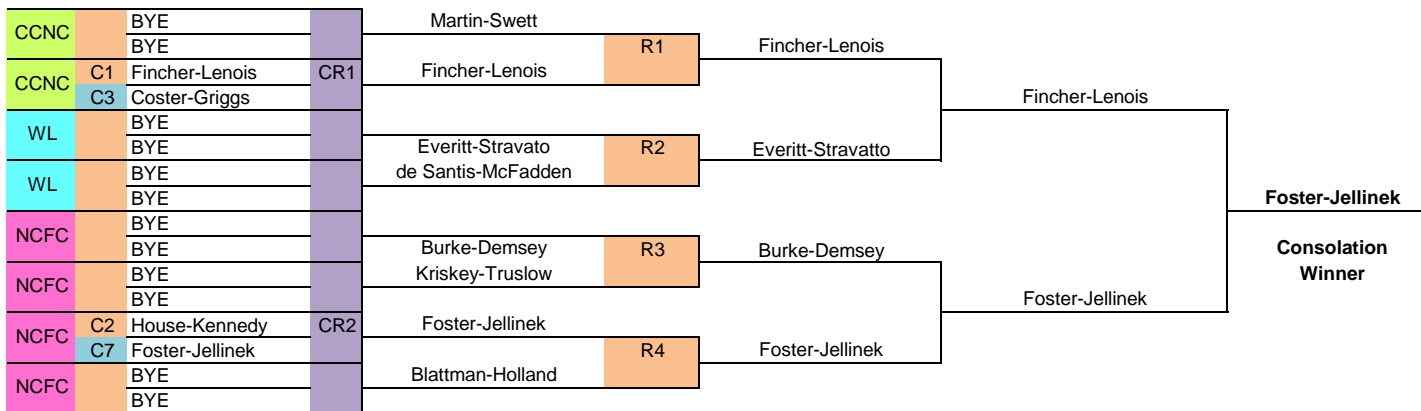 CCNC BYE Martin-Swett
BYE R1 Fincher-Lenois
CCNC C1 Fincher-Lenois CR1 Fincher-Lenois
C3 Coster-Griggs Fincher-Lenois
WL BYE
BYE Everitt-Stravato R2 Everitt-Stravatto
WL BYE de Santis-McFadden
BYE Foster-Jellinek
NCFC BYE
BYE Burke-Demsey R3 Burke-Demsey Consolation
NCFC BYE Kriskey-Truslow Winner
BYE Foster-Jellinek
NCFC C2 House-Kennedy CR2 Foster-Jellinek
C7 Foster-Jellinek R4 Foster-Jellinek
NCFC BYE Blattman-Holland
BYE